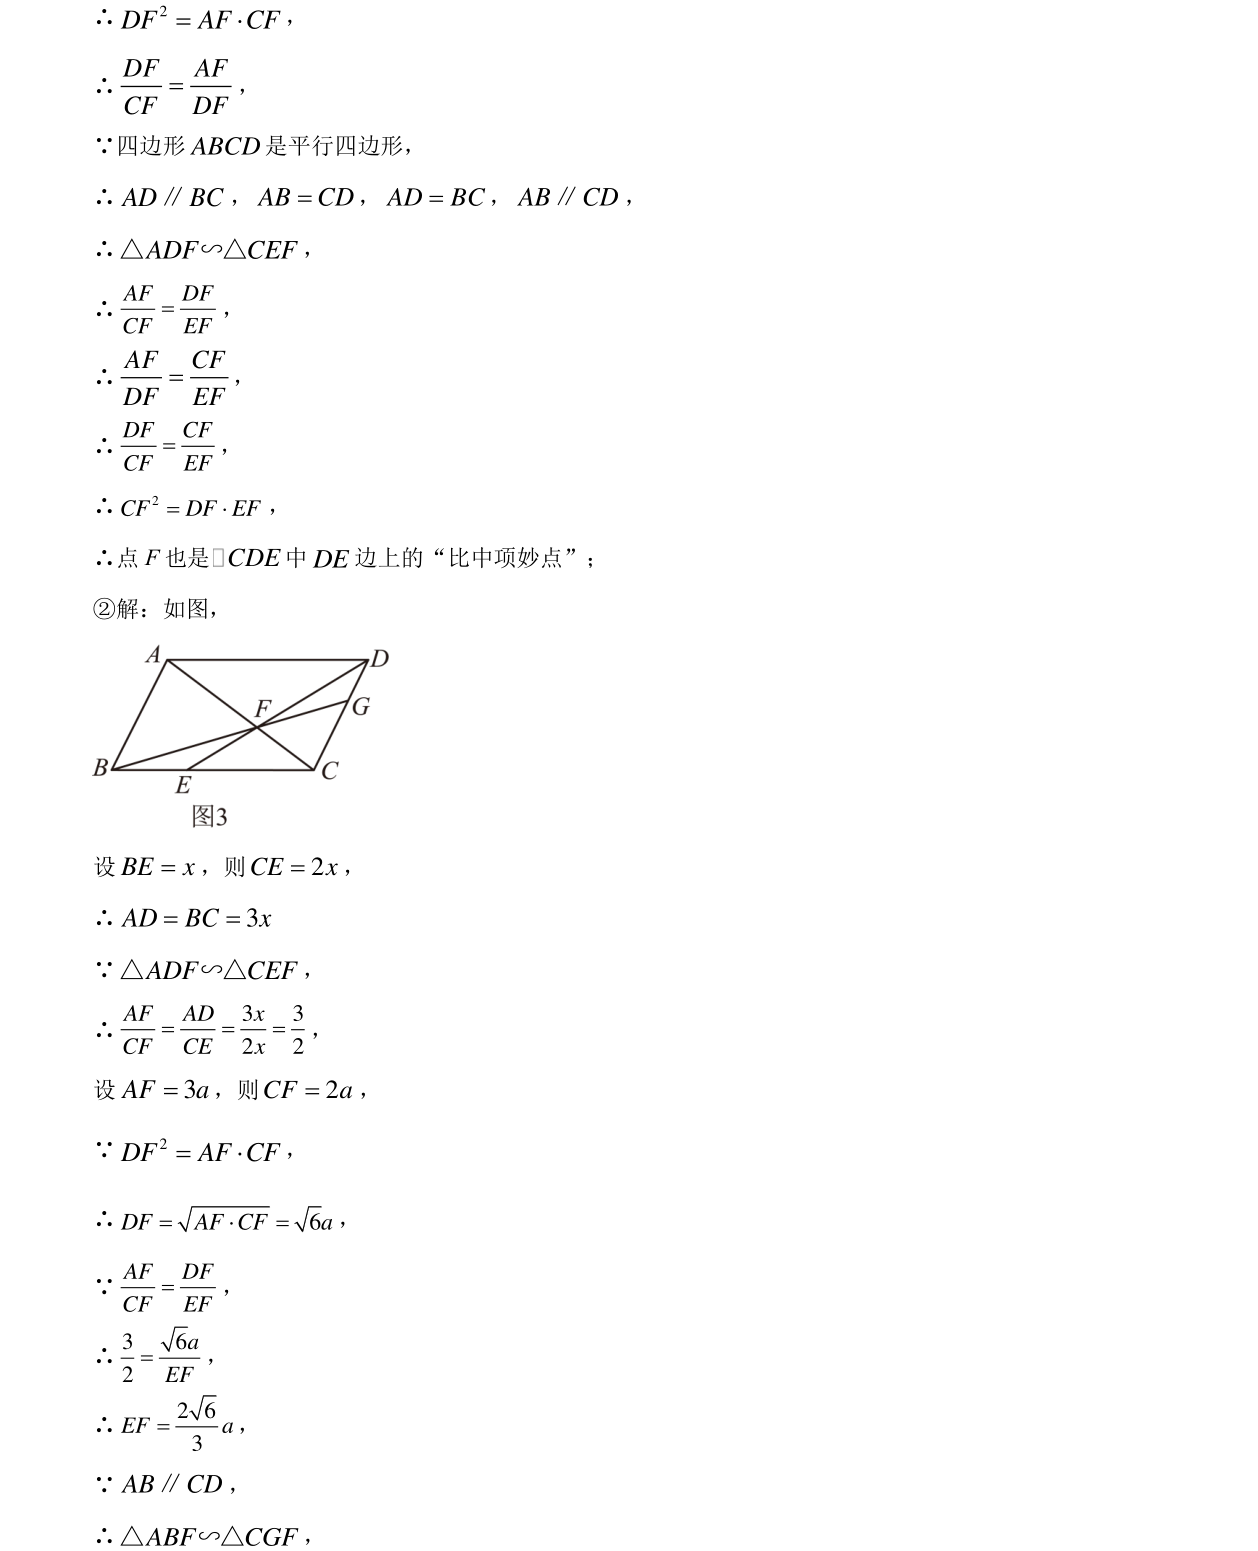 ∴ DF² = AF · CF，
∴ DF/CF = AF/DF，
∵四边形 ABCD 是平行四边形，
∴ AD // BC， AB = CD， AD = BC， AB // CD，
∴ △ADF∽△CEF，
∴ AF/CF = DF/EF，
∴ AF/DF = CF/EF，
∴ DF/CF = CF/EF，
∴ CF² = DF · EF，
∴点 F 也是▯CDE 中 DE 边上的“比中项妙点”；
②解：如图，
A
D
F
G
B
E
C
图3
设 BE = x，则 CE = 2x，
∴ AD = BC = 3x
∵ △ADF∽△CEF，
∴ AF/CF = AD/CE = 3x/2x = 3/2，
设 AF = 3a，则 CF = 2a，
∵ DF² = AF · CF，
∴ DF = √(AF · CF) = √6a，
∵ AF/CF = DF/EF，
∴ 3/2 = √6a/EF，
∴ EF = 2√6/3 a，
∵ AB // CD，
∴ △ABF∽△CGF，